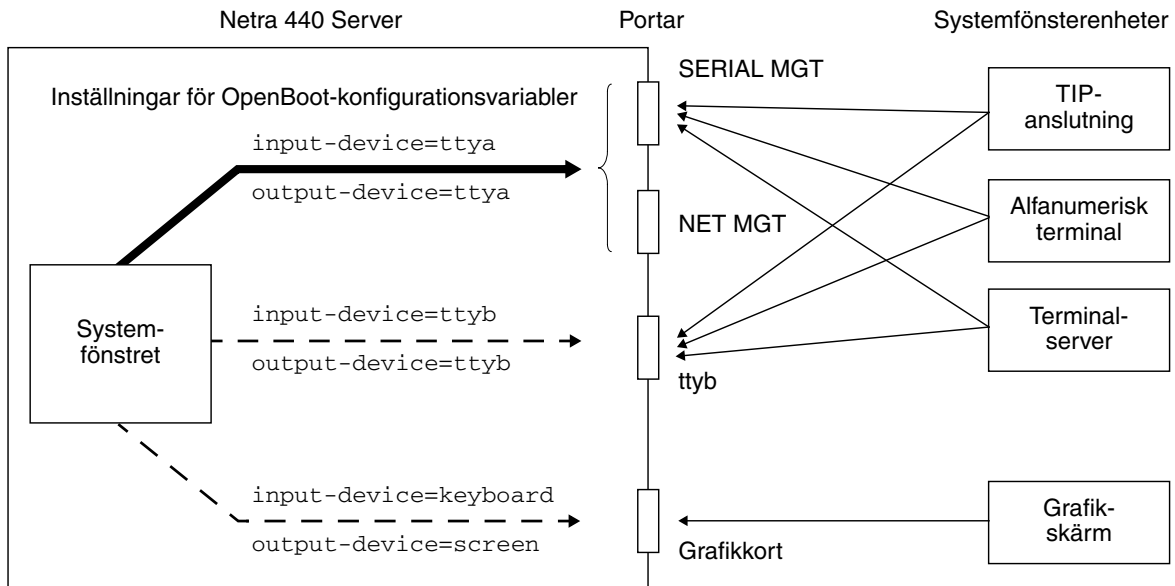 Netra 440 Server
Portar
Systemfönsterenheter
SERIAL MGT
TIP-
anslutning
Inställningar för OpenBoot-konfigurationsvariabler
input-device=ttya
output-device=ttya
NET MGT
Alfanumerisk
terminal
System-
fönstret
input-device=ttyb
output-device=ttyb
ttyb
Terminal-
server
input-device=keyboard
output-device=screen
Grafikkort
Grafik-
skärm